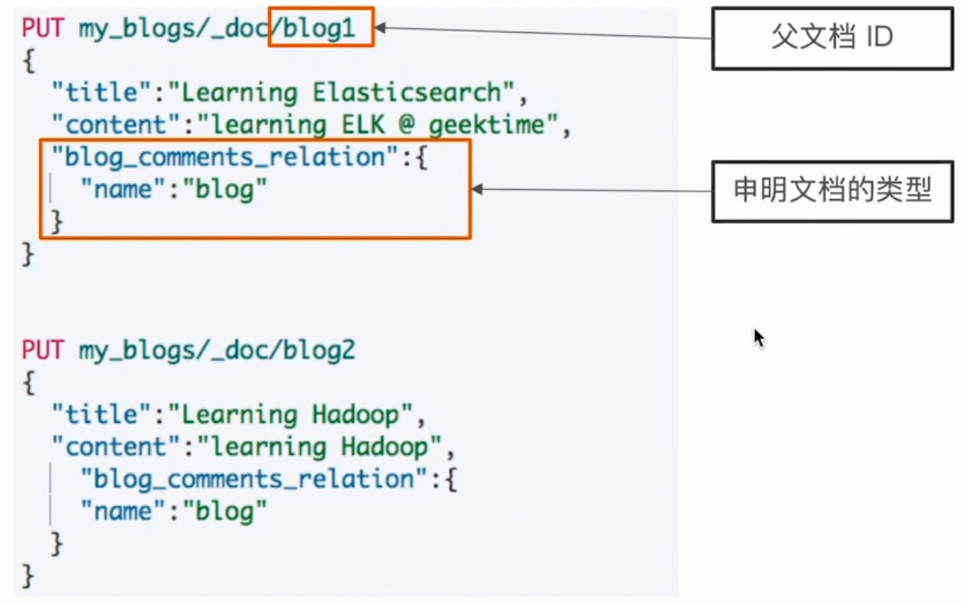 PUT my_blogs/_doc/blog1
父文档 ID
{
"title":"Learning Elasticsearch",
"content":"learning ELK @ geektime",
"blog_comments_relation":{
"name":"blog"
申明文档的类型
}
}
PUT my_blogs/_doc/blog2
{
"title":"Learning Hadoop",
"content":"learning Hadoop",
"blog_comments_relation":{
"name":"blog"
}
}